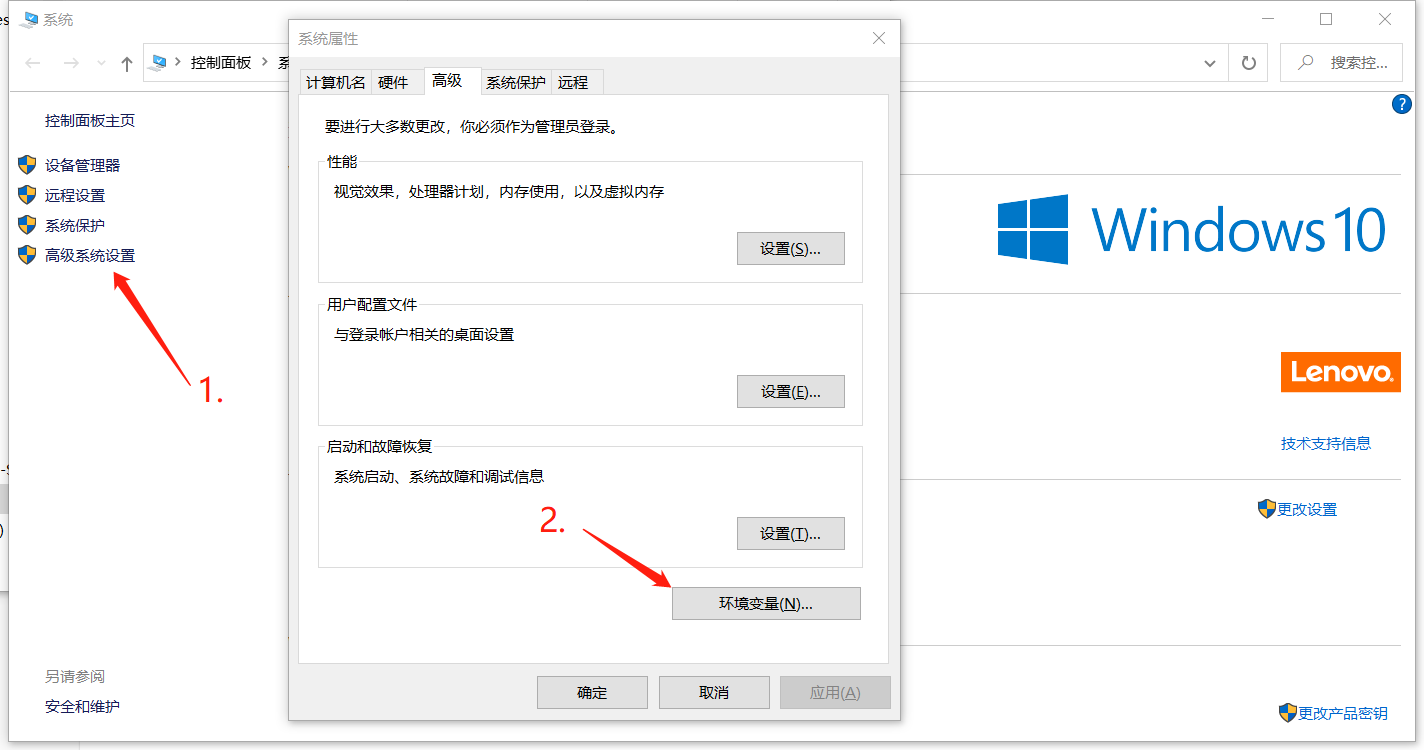 系统
控制面板
系统属性
搜索控...
计算机名
硬件
高级
系统保护
远程
要进行大多数更改，你必须作为管理员登录。
性能
视觉效果，处理器计划，内存使用，以及虚拟内存
设置(S)...
用户配置文件
与登录帐户相关的桌面设置
设置(E)...
启动和故障恢复
系统启动、系统故障和调试信息
设置(T)...
环境变量(N)...
确定
取消
应用(A)
控制面板主页
设备管理器
远程设置
系统保护
高级系统设置
1.
2.
另请参阅
安全和维护
?
Windows 10
Lenovo
技术支持信息
更改设置
更改产品密钥